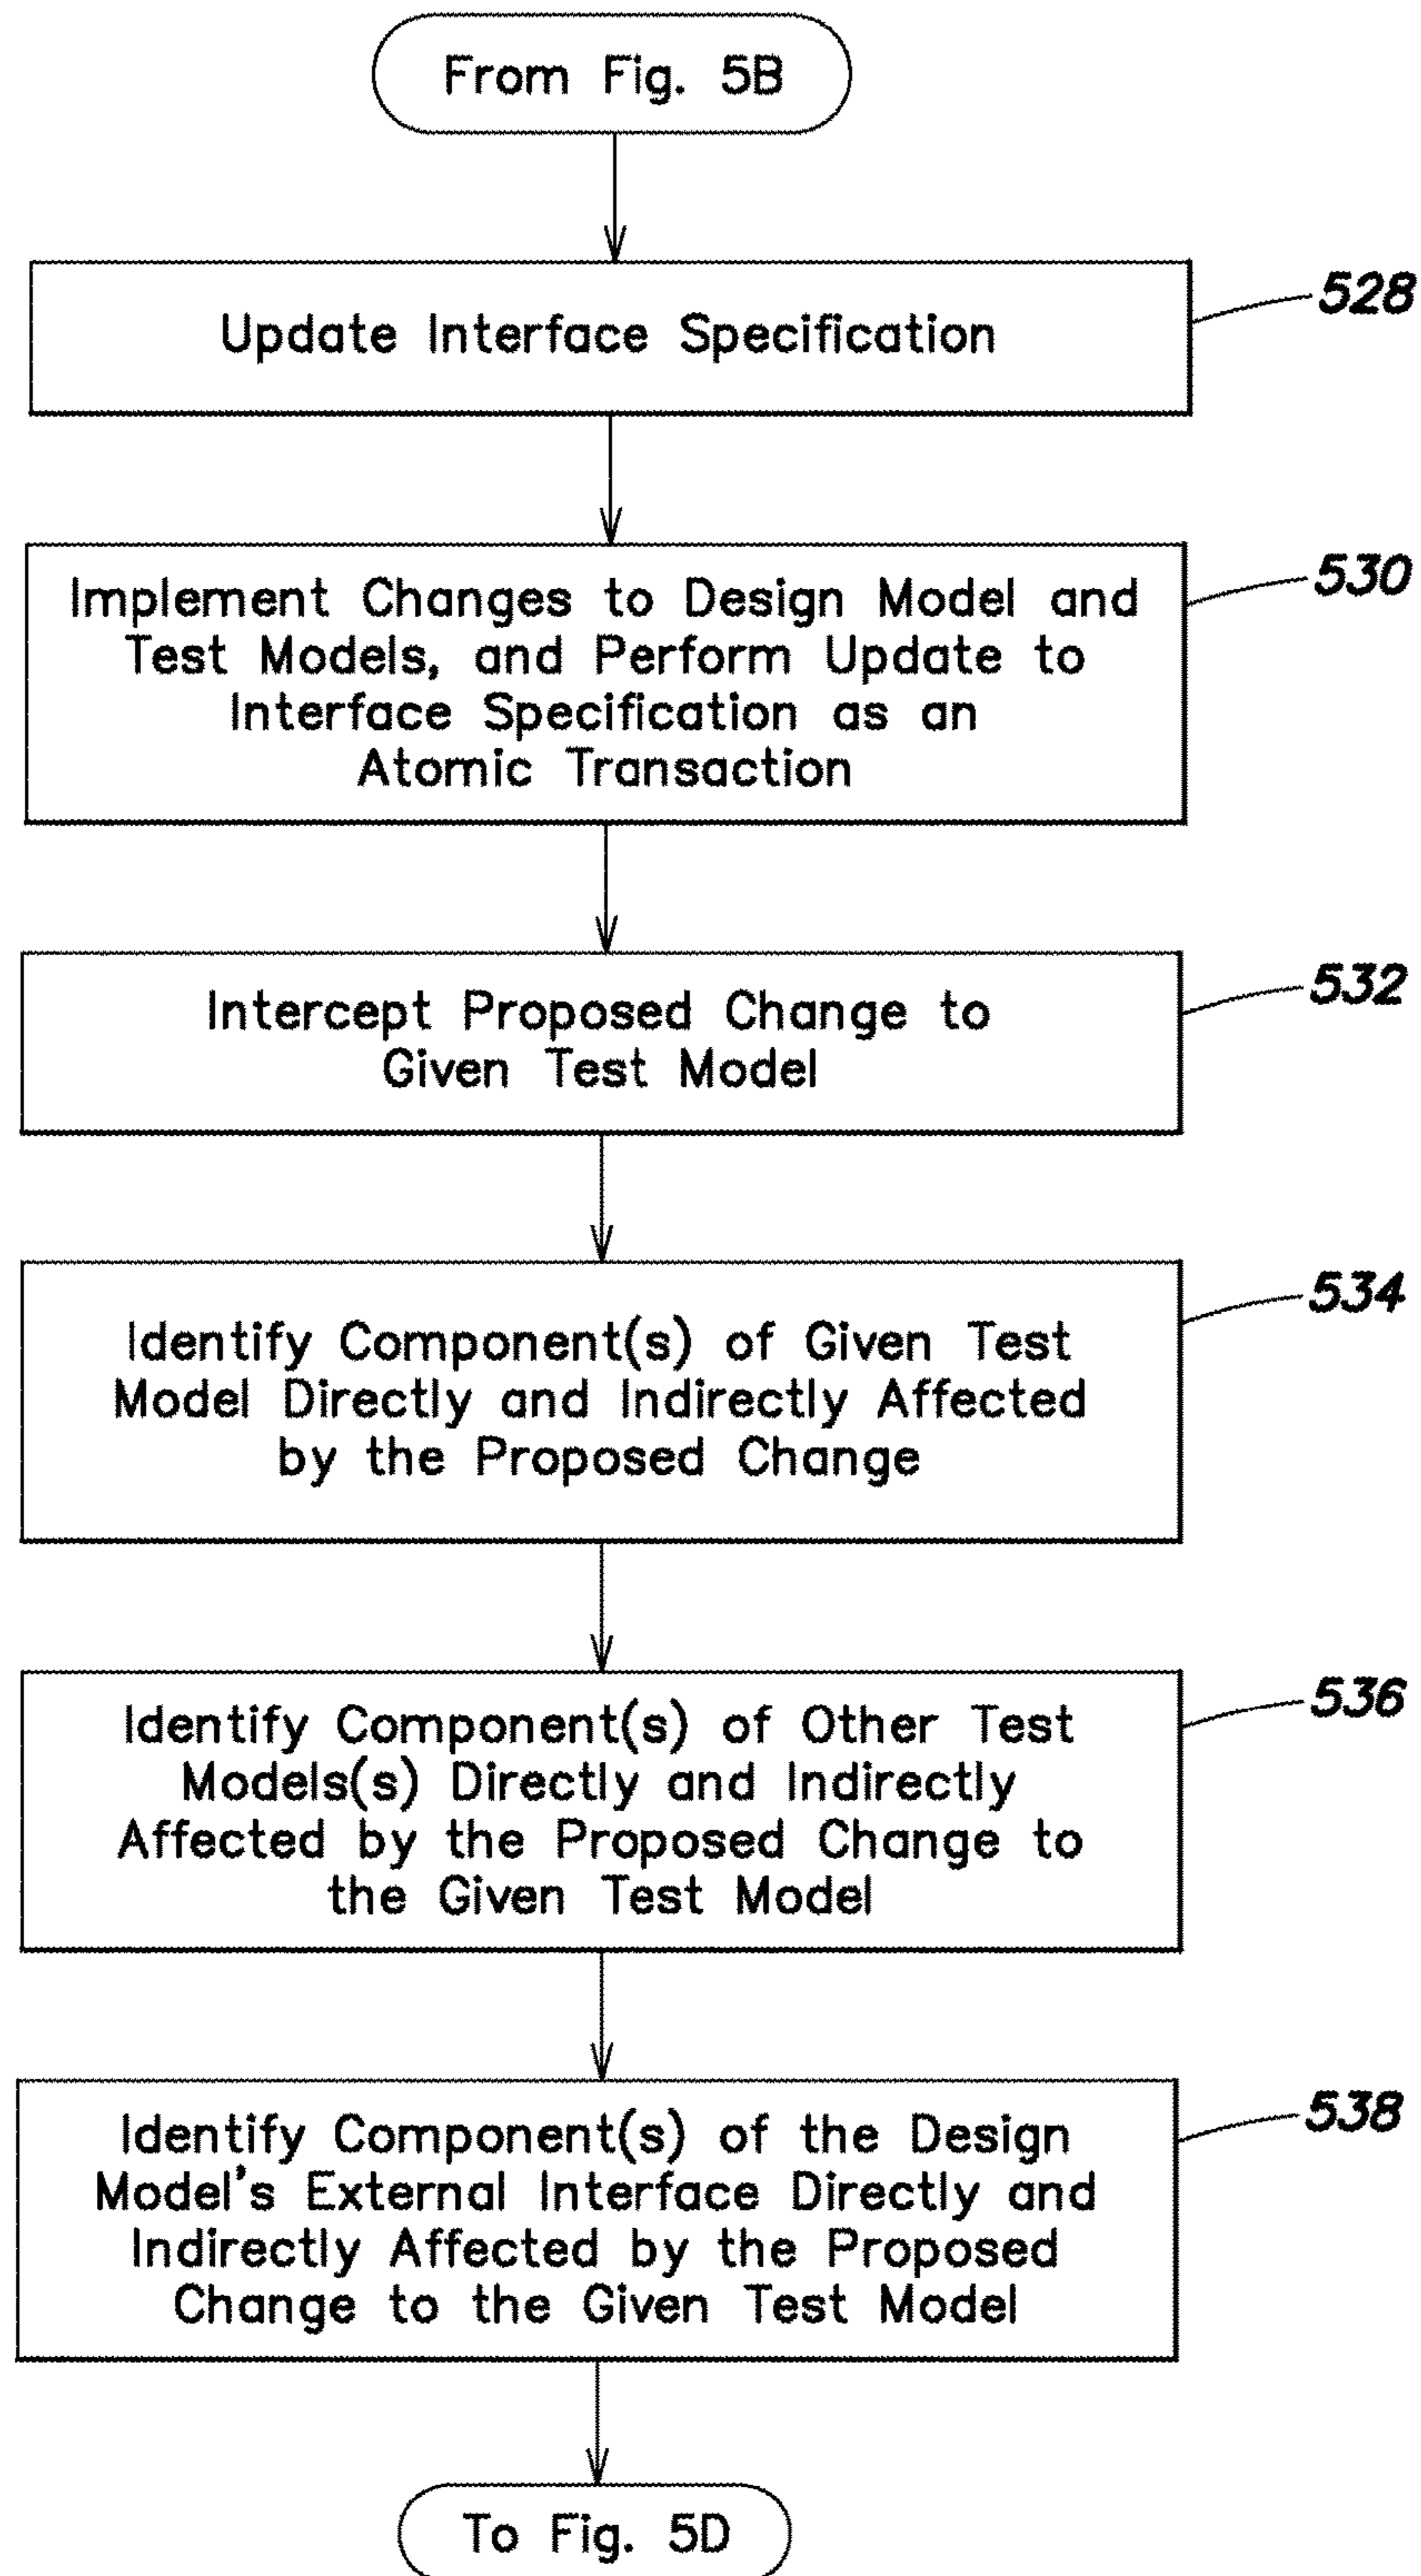 From Fig. 5B
Update Interface Specification
528
Implement Changes to Design Model and
Test Models, and Perform Update to
Interface Specification as an
Atomic Transaction
530
Intercept Proposed Change to
Given Test Model
532
Identify Component(s) of Given Test
Model Directly and Indirectly Affected
by the Proposed Change
534
Identify Component(s) of Other Test
Models(s) Directly and Indirectly
Affected by the Proposed Change to
the Given Test Model
536
Identify Component(s) of the Design
Model's External Interface Directly and
Indirectly Affected by the Proposed
Change to the Given Test Model
538
To Fig. 5D